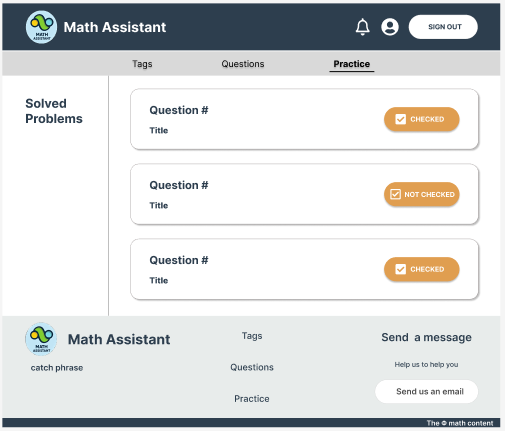 MATH
ASSISTANT
Math Assistant
SIGN OUT
Tags
Questions
Practice
Solved
Problems
Question #
Title
CHECKED
Question #
Title
NOT CHECKED
Question #
Title
CHECKED
MATH
ASSISTANT
Math Assistant
catch phrase
Tags
Questions
Practice
Send a message
Help us to help you
Send us an email
The © math content